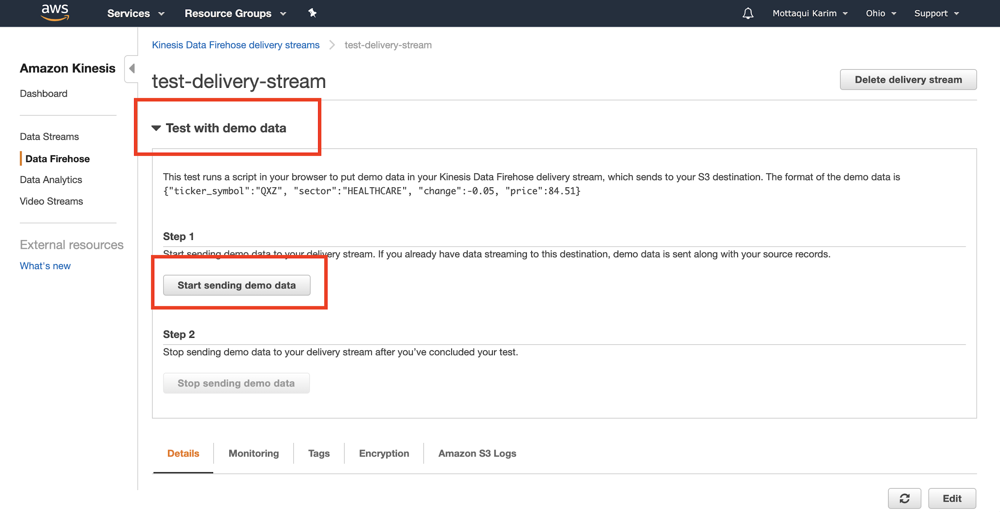 aws Services Resource Groups Mottaqui Karim Ohio Support
Kinesis Data Firehose delivery streams test-delivery-stream
Amazon Kinesis
Dashboard
Data Streams
Data Firehose
Data Analytics
Video Streams
External resources
What's new
test-delivery-stream
Delete delivery stream
Test with demo data
This test runs a script in your browser to put demo data in your Kinesis Data Firehose delivery stream, which sends to your S3 destination. The format of the demo data is
{"ticker_symbol":"QXZ", "sector":"HEALTHCARE", "change":-0.05, "price":84.51}
Step 1
Start sending demo data to your delivery stream. If you already have data streaming to this destination, demo data is sent along with your source records.
Start sending demo data
Step 2
Stop sending demo data to your delivery stream after you’ve concluded your test.
Stop sending demo data
Details Monitoring Tags Encryption Amazon S3 Logs
Edit